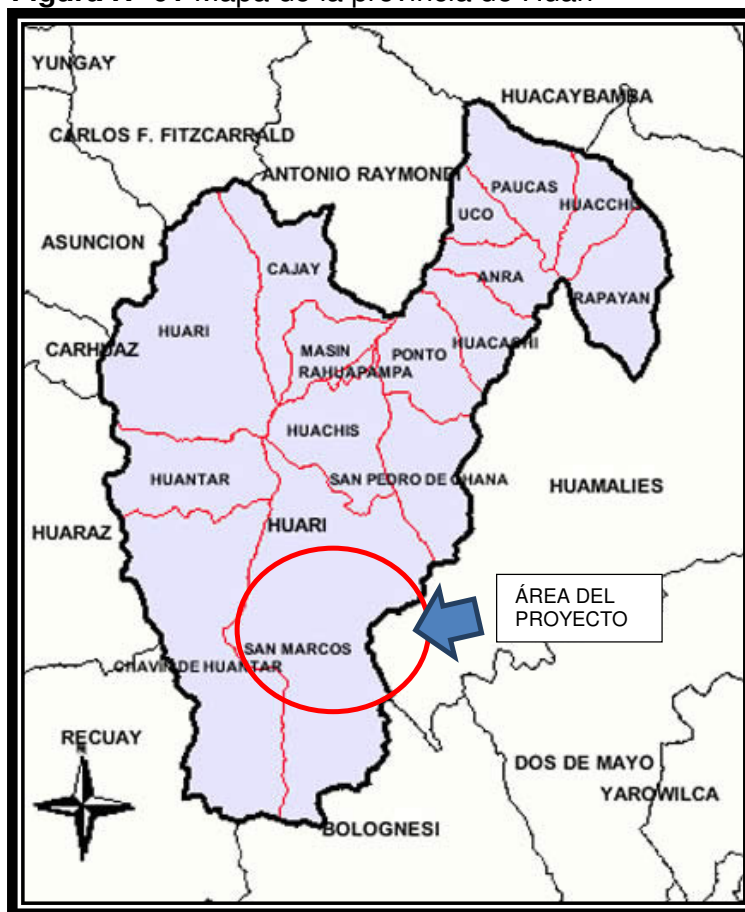 YUNGAY
HUACAYBAMBA
CARLOS F. FITZCARRALD
ANTONIO RAYMONDI
PAUCAS
HUACCHI
UCO
ASUNCION
CAJAY
ANRA
RAPAYAN
HUARI
CARHUAZ
MASIN
PONTO
HUACACHI
RAHUAPAMPA
HUACHIS
HUANTAR
SAN PEDRO DE CHANA
HUAMALIES
HUARAZ
HUARI
ÁREA DEL
PROYECTO
SAN MARCOS
CHAVIN DE HUANTAR
RECUAY
DOS DE MAYO
YAROWILCA
BOLOGNESI